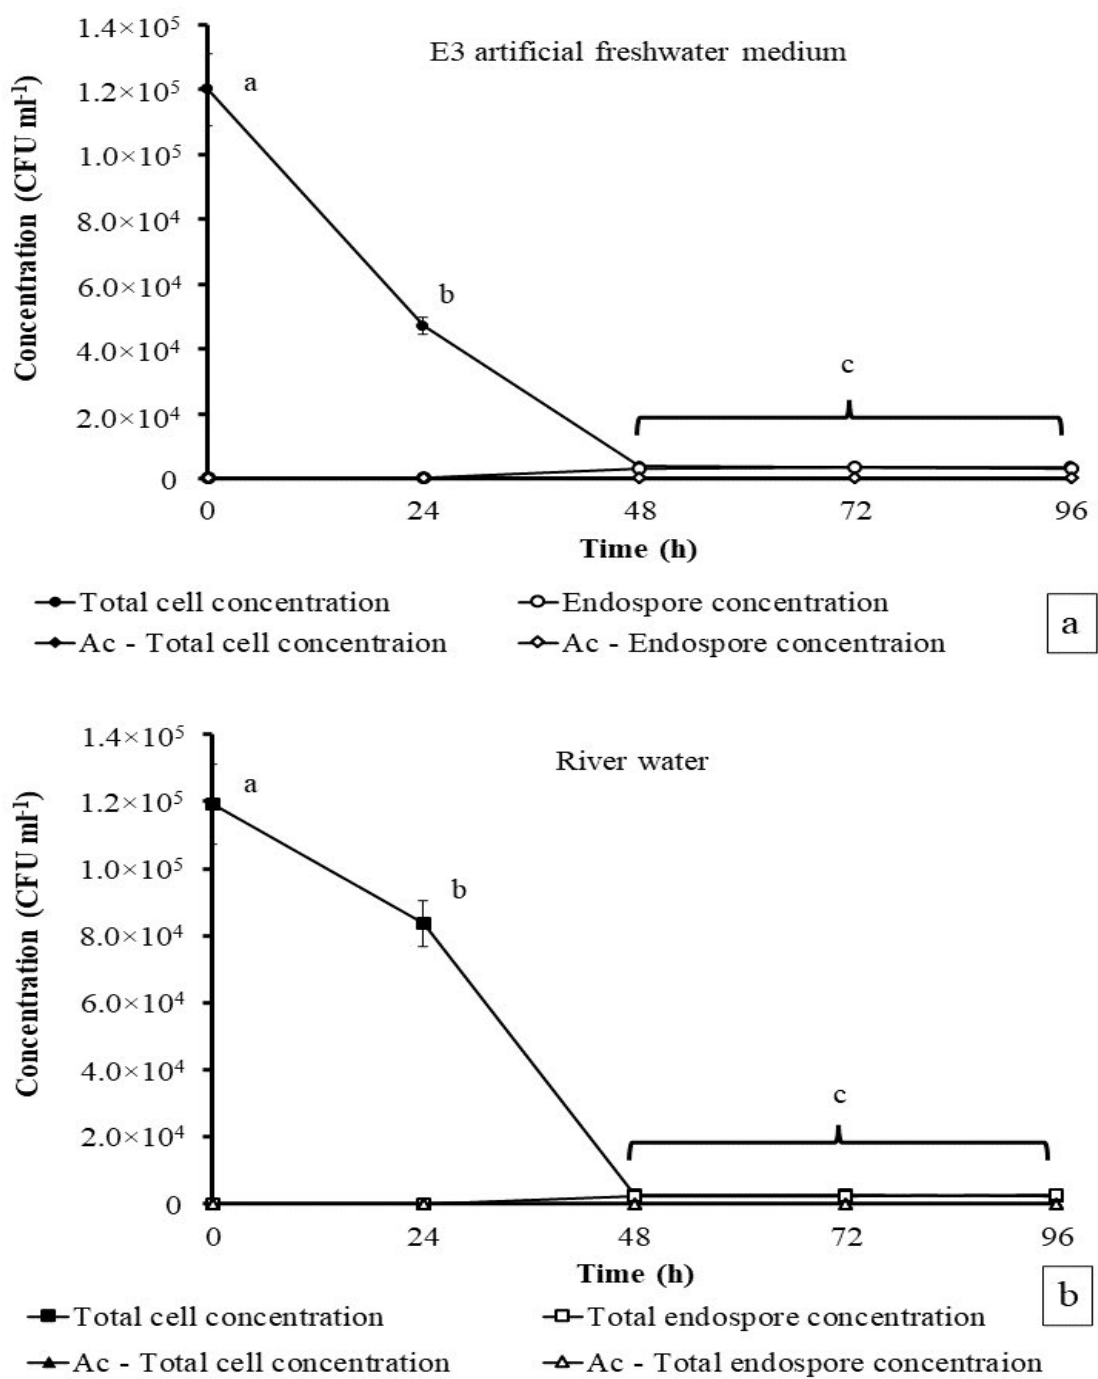 1.4×10⁵
E3 artificial freshwater medium
a
1.2×10⁵
1.0×10⁵
8.0×10⁴
6.0×10⁴
b
4.0×10⁴
c
2.0×10⁴
0
Concentration (CFU ml⁻¹)
0 24 48 72 96
Time (h)
Total cell concentration
Endospore concentration
Ac - Total cell concentraion
Ac - Endospore concentraion
a
1.4×10⁵
River water
a
1.2×10⁵
1.0×10⁵
b
8.0×10⁴
6.0×10⁴
4.0×10⁴
c
2.0×10⁴
0
Concentration (CFU ml⁻¹)
0 24 48 72 96
Time (h)
b
Total cell concentration
Total endospore concentration
Ac - Total cell concentration
Ac - Total endospore concentraion